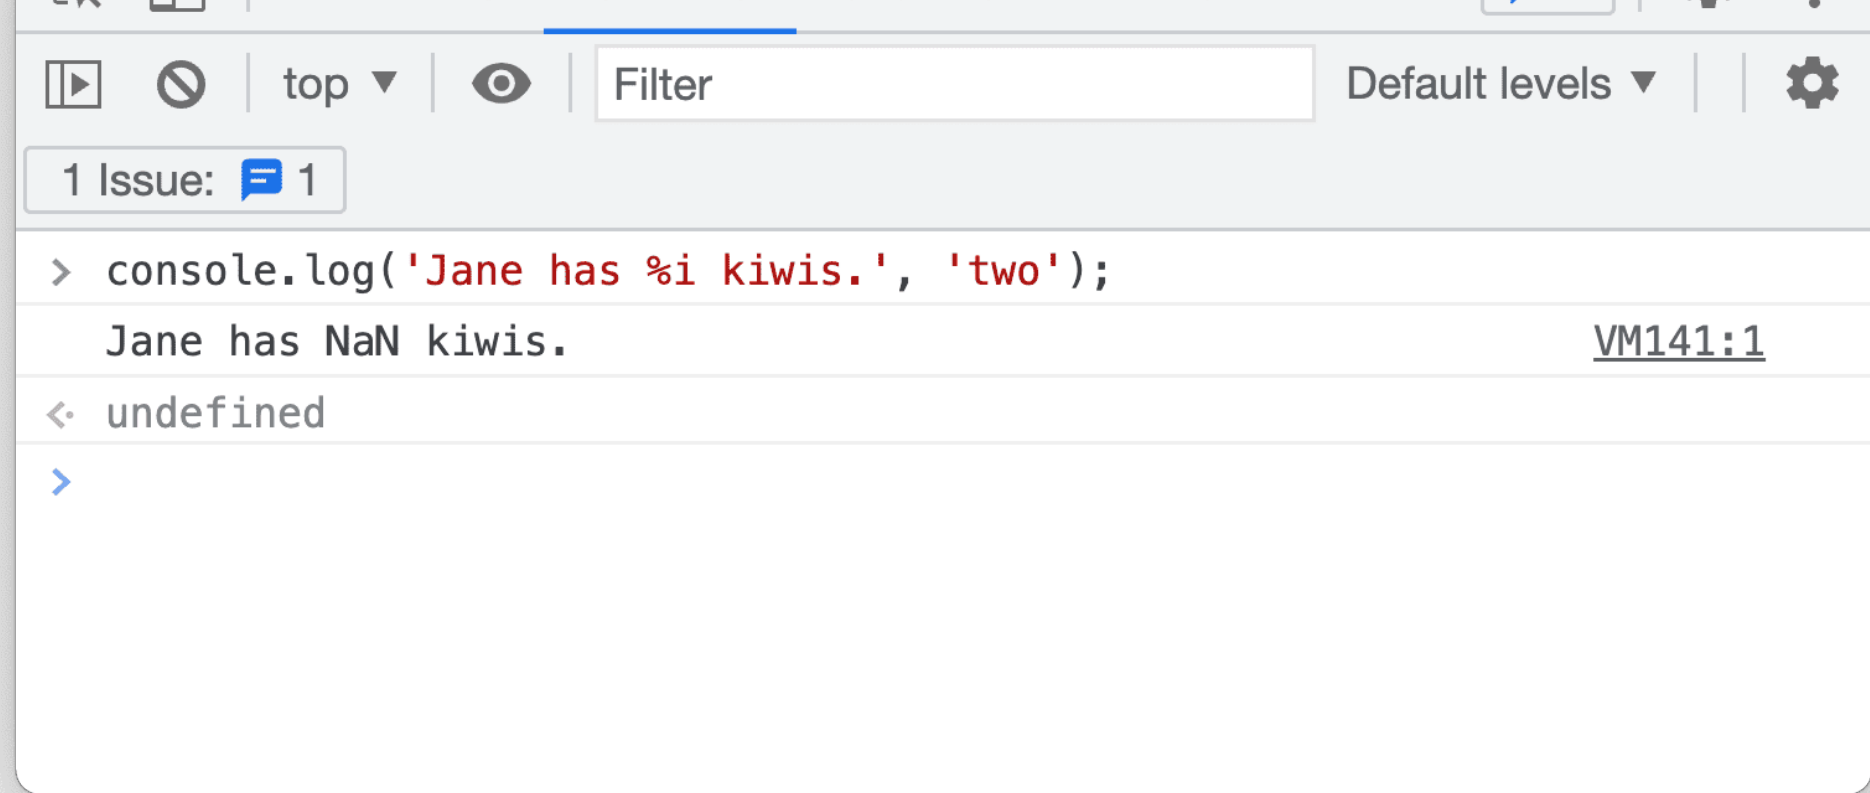 top ▼ Filter Default levels ▼
1 Issue: 1
> console.log('Jane has %i kiwis.', 'two');
Jane has NaN kiwis. VM141:1
undefined
>